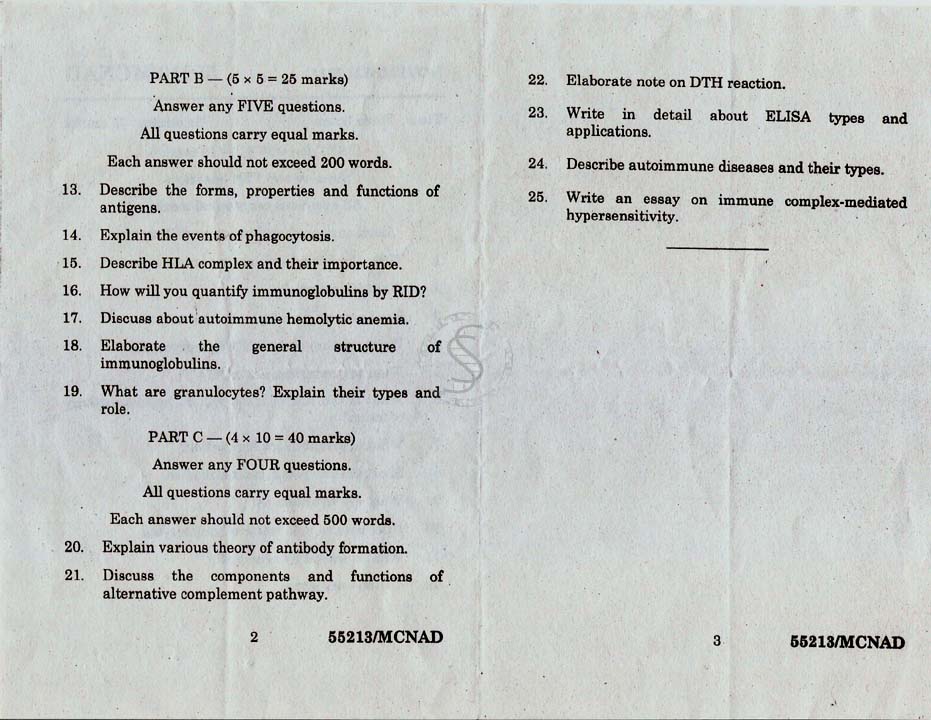 PART B — (5 × 5 = 25 marks)
Answer any FIVE questions.
All questions carry equal marks.
Each answer should not exceed 200 words.
13. Describe the forms, properties and functions of
antigens.
14. Explain the events of phagocytosis.
15. Describe HLA complex and their importance.
16. How will you quantify immunoglobulins by RID?
17. Discuss about autoimmune hemolytic anemia.
18. Elaborate the general structure of
immunoglobulins.
19. What are granulocytes? Explain their types and
role.
PART C — (4 × 10 = 40 marks)
Answer any FOUR questions.
All questions carry equal marks.
Each answer should not exceed 500 words.
20. Explain various theory of antibody formation.
21. Discuss the components and functions of
alternative complement pathway.
2 55213/MCNAD
22. Elaborate note on DTH reaction.
23. Write in detail about ELISA types and
applications.
24. Describe autoimmune diseases and their types.
25. Write an essay on immune complex-mediated
hypersensitivity.
3 55213/MCNAD